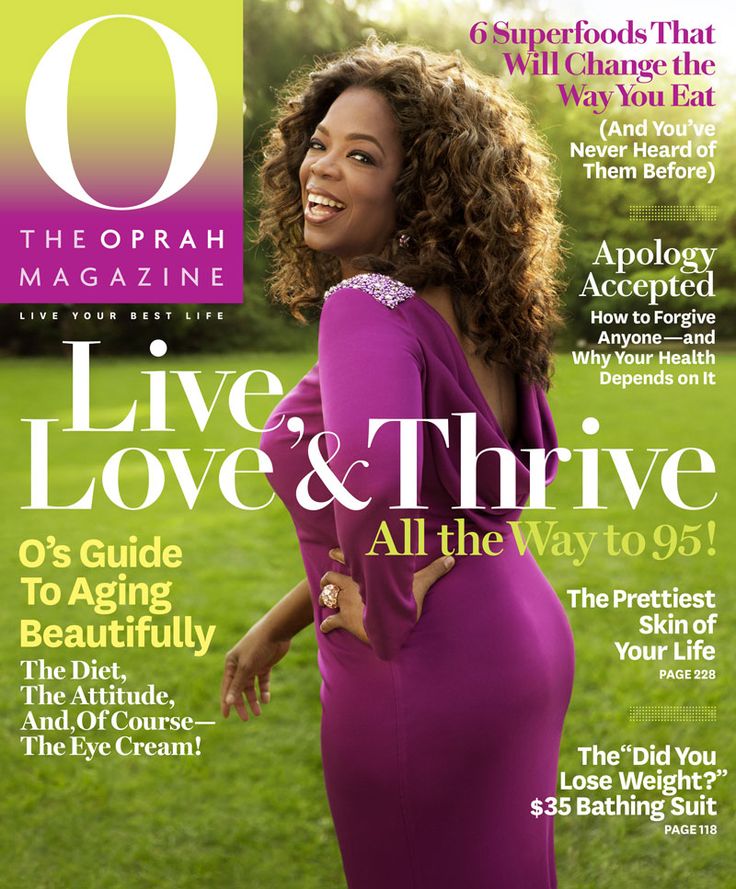 O
THE OPRAH
MAGAZINE
LIVE YOUR BEST LIFE
6 Superfoods That
Will Change the
Way You Eat
(And You've
Never Heard of
Them Before)
Apology
Accepted
How to Forgive
Anyone—and
Why Your Health
Depends on It
Live,
Love & Thrive
All the Way to 95!
O's Guide
To Aging
Beautifully
The Diet,
The Attitude,
And, Of Course—
The Eye Cream!
The Prettiest
Skin of
Your Life
PAGE 228
The "Did You
Lose Weight?"
$35 Bathing Suit
PAGE 118